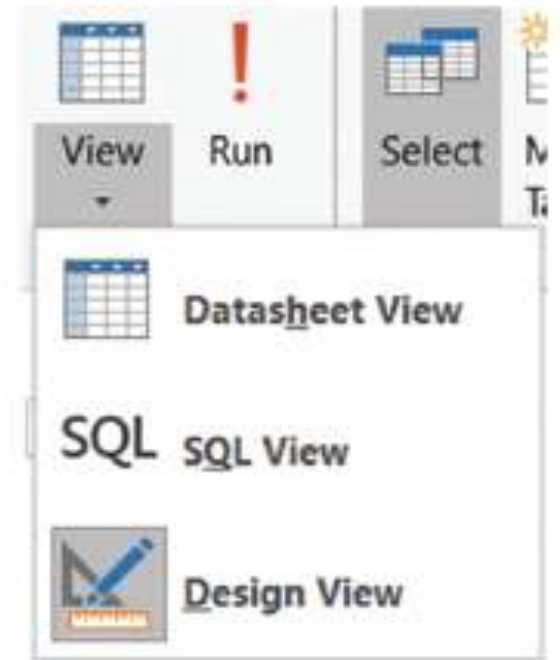 View
Run
Select
Datasheet View
SQL
SQL View
Design View